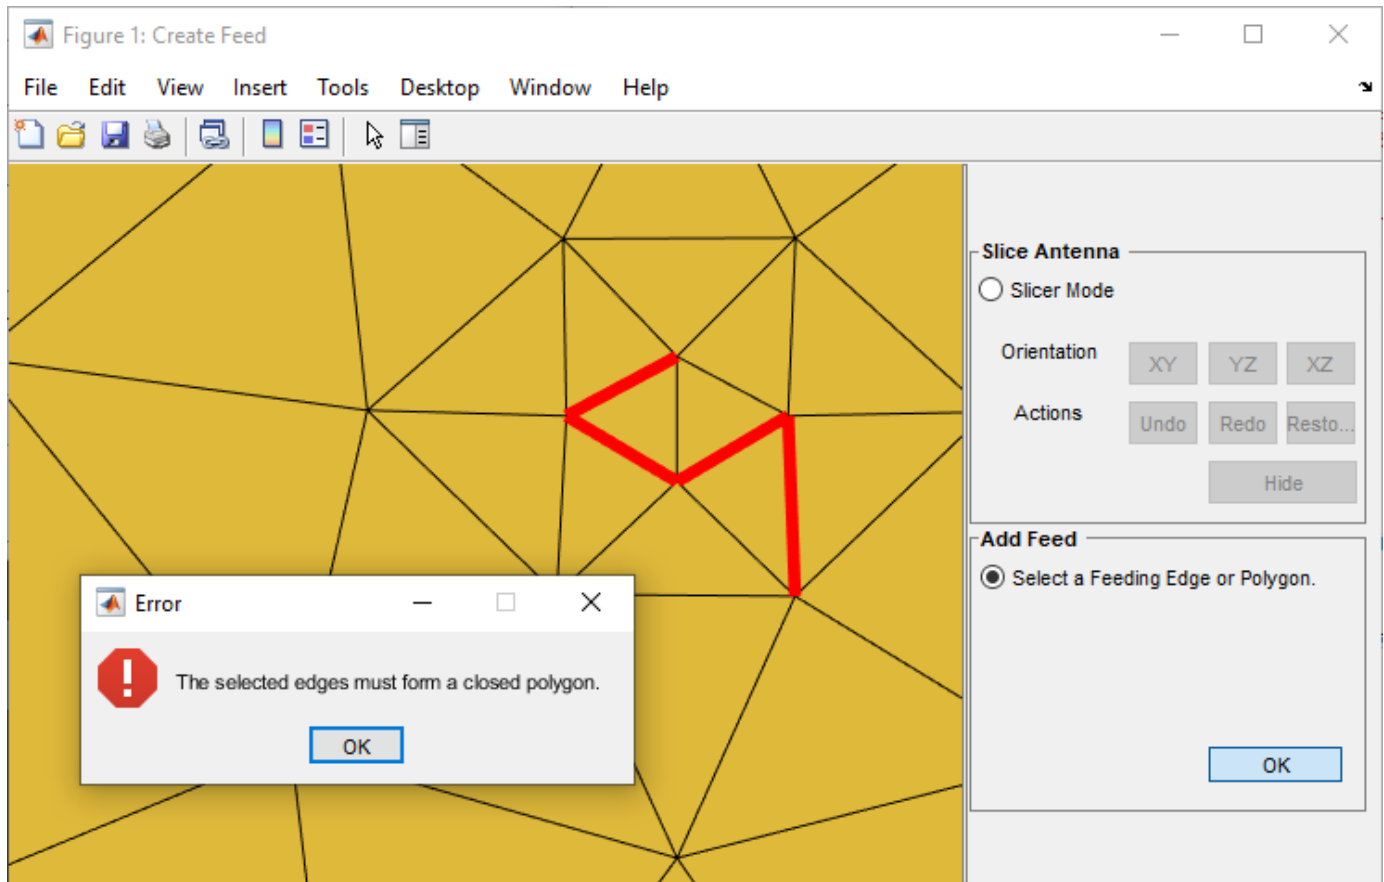 Figure 1: Create Feed
File Edit View Insert Tools Desktop Window Help
Slice Antenna
Slicer Mode
Orientation XY YZ XZ
Actions Undo Redo Resto...
Hide
Add Feed
Select a Feeding Edge or Polygon.
OK
Error
The selected edges must form a closed polygon.
OK